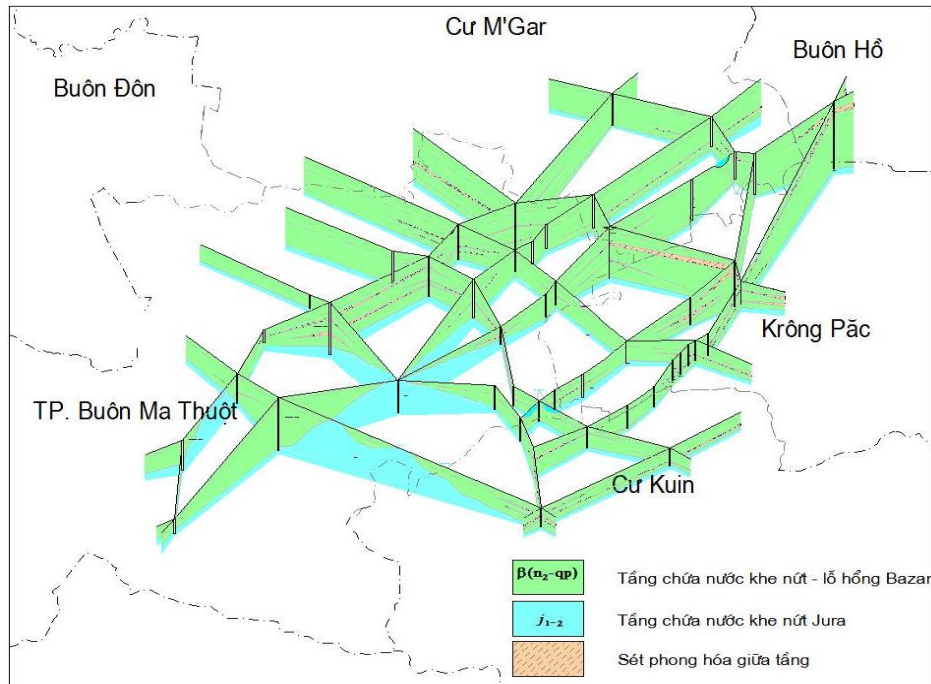 Cư M'Gar
Buôn Hồ
Buôn Đôn
Krông Păc
TP. Buôn Ma Thuột
Cư Kuin
β(n₂-qp) Tầng chứa nước khe nứt - lỗ hổng Bazan
j₁₋₂ Tầng chứa nước khe nứt Jura
Sét phong hóa giữa tầng